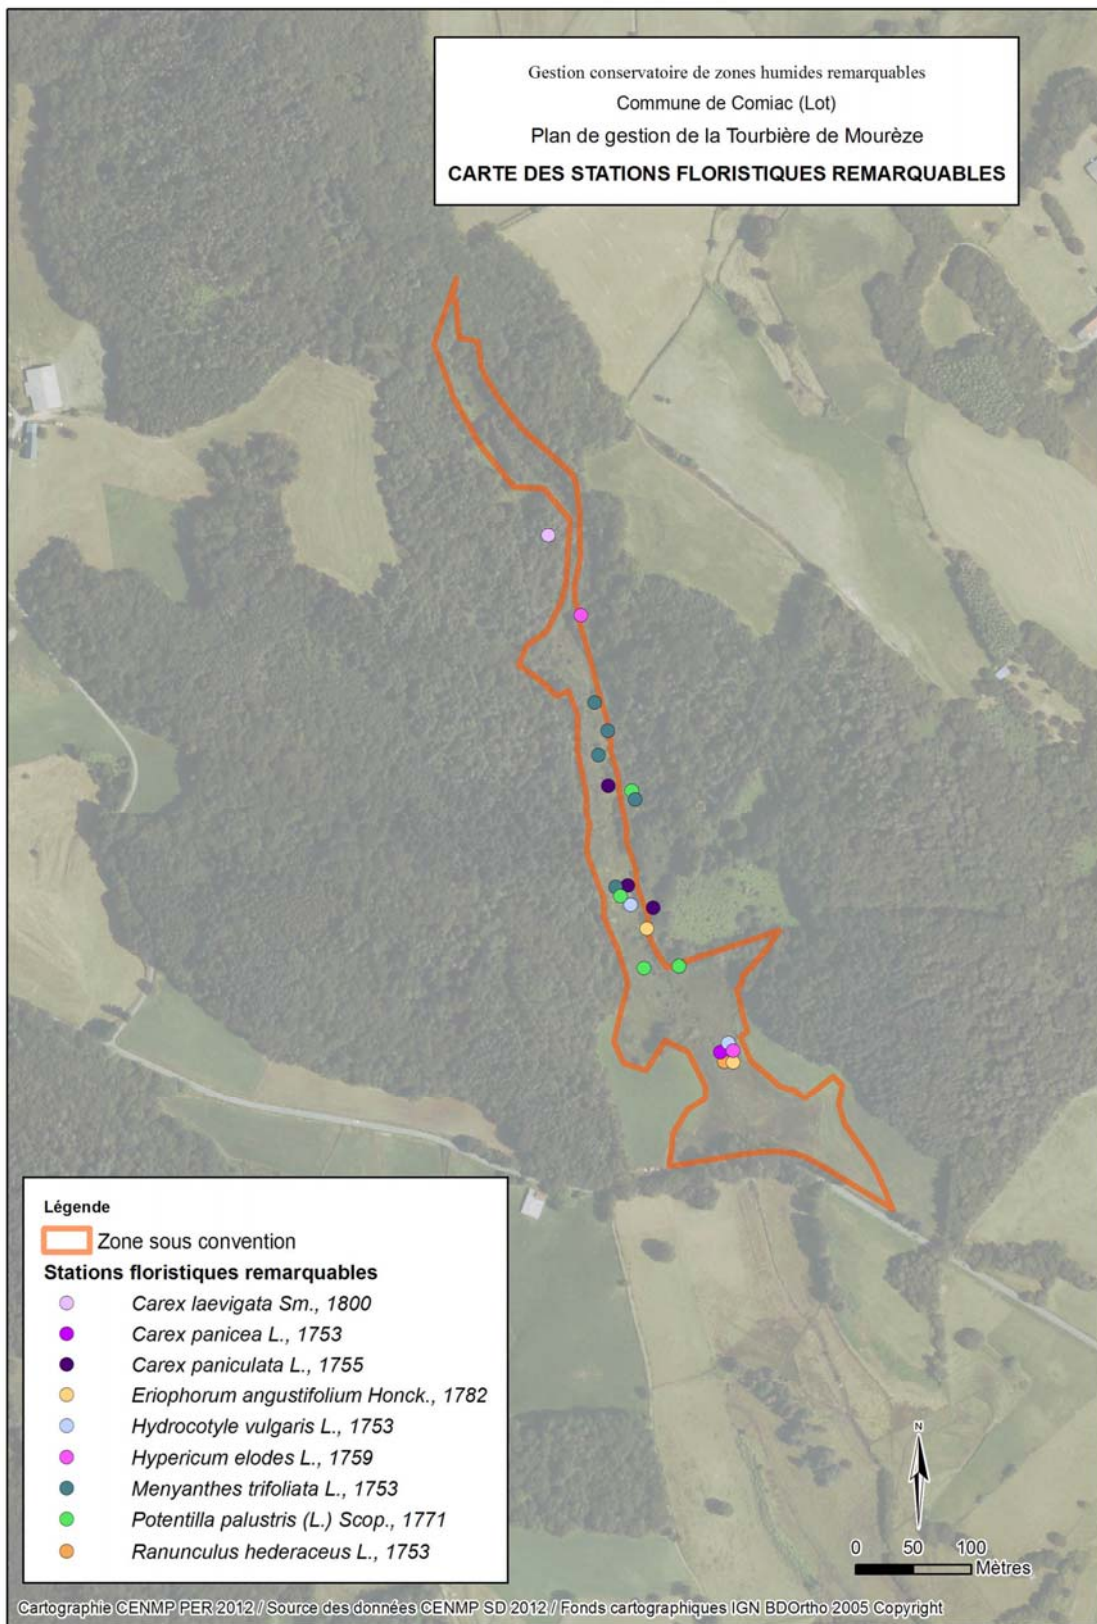 Gestion conservatoire de zones humides remarquables
Commune de Comiac (Lot)
Plan de gestion de la Tourbière de Mourèze
CARTE DES STATIONS FLORISTIQUES REMARQUABLES
Légende
Zone sous convention
Stations floristiques remarquables
Carex laevigata Sm., 1800
Carex panicea L., 1753
Carex paniculata L., 1755
Eriophorum angustifolium Honck., 1782
Hydrocotyle vulgaris L., 1753
Hypericum elodes L., 1759
Menyanthes trifoliata L., 1753
Potentilla palustris (L.) Scop., 1771
Ranunculus hederaceus L., 1753
N
0 50 100
Mètres
Cartographie CENMP PER 2012 / Source des données CENMP SD 2012 / Fonds cartographiques IGN BDOrtho 2005 Copyright